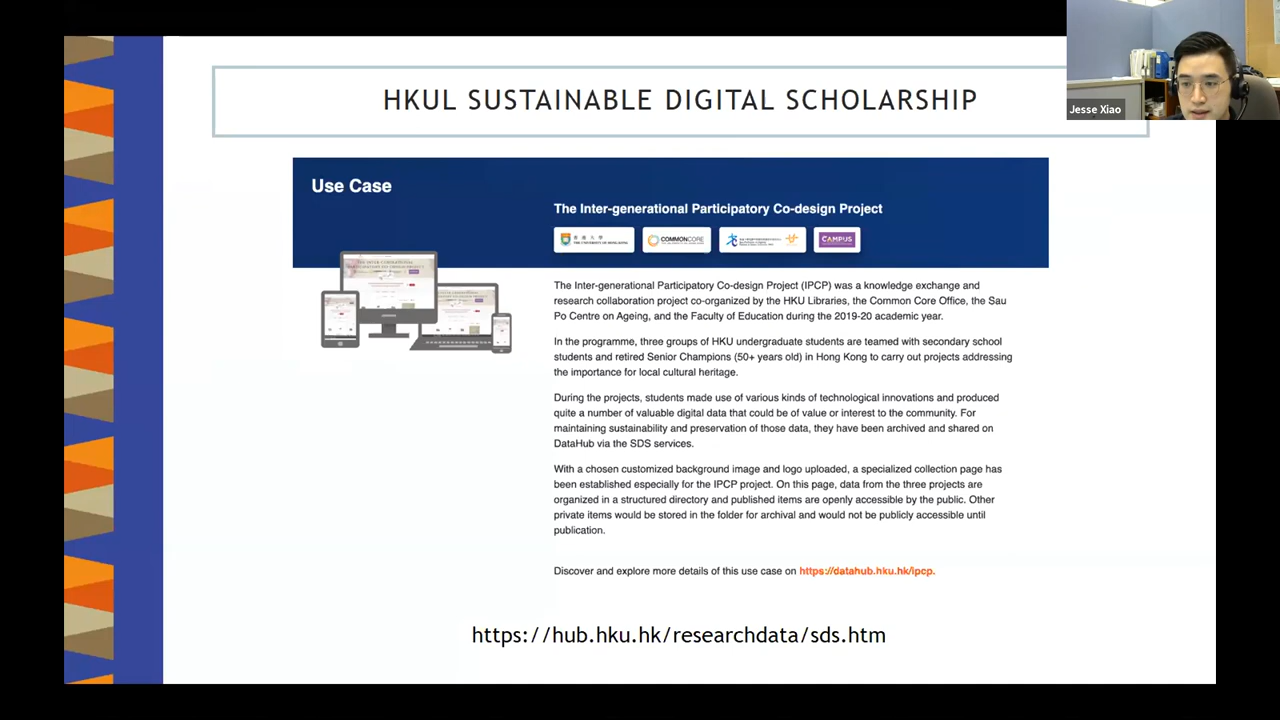 HKUL SUSTAINABLE DIGITAL SCHOLARSHIP
Jesse Xiao
Use Case
The Inter-generational Participatory Co-design Project
THE UNIVERSITY OF HONG KONG
COMMONCORE
CAMPUS
The Inter-generational Participatory Co-design Project (IPCP) was a knowledge exchange and
research collaboration project co-organized by the HKU Libraries, the Common Core Office, the Sau
Po Centre on Ageing, and the Faculty of Education during the 2019-20 academic year.
In the programme, three groups of HKU undergraduate students are teamed with secondary school
students and retired Senior Champions (50+ years old) in Hong Kong to carry out projects addressing
the importance for local cultural heritage.
During the projects, students made use of various kinds of technological innovations and produced
quite a number of valuable digital data that could be of value or interest to the community. For
maintaining sustainability and preservation of those data, they have been archived and shared on
DataHub via the SDS services.
With a chosen customized background image and logo uploaded, a specialized collection page has
been established especially for the IPCP project. On this page, data from the three projects are
organized in a structured directory and published items are openly accessible by the public. Other
private items would be stored in the folder for archival and would not be publicly accessible until
publication.
Discover and explore more details of this use case on https://datahub.hku.hk/ipcp.
https://hub.hku.hk/researchdata/sds.htm